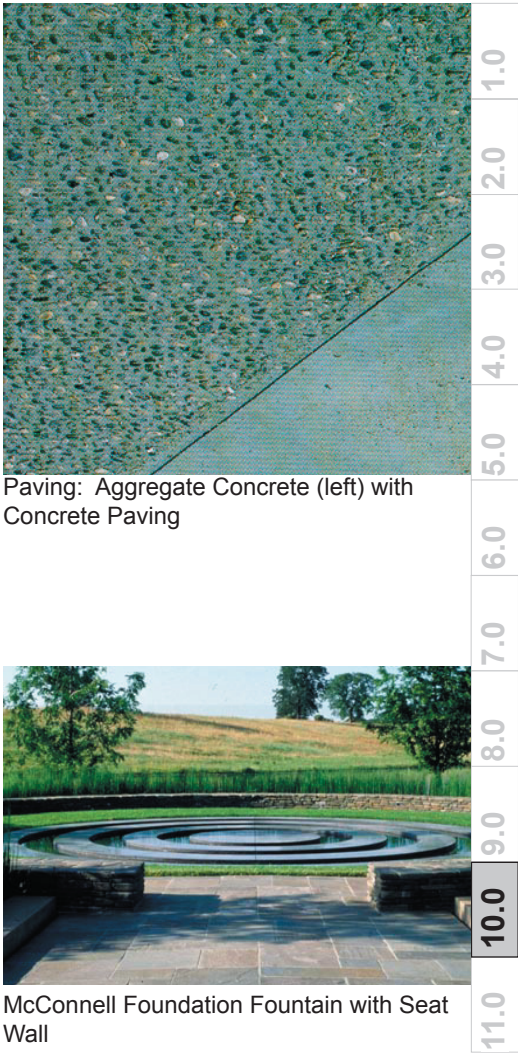 Paving:  Aggregate Concrete (left) with
Concrete Paving
McConnell Foundation Fountain with Seat
Wall
1.0
2.0
3.0
4.0
5.0
6.0
7.0
8.0
9.0
10.0
11.0